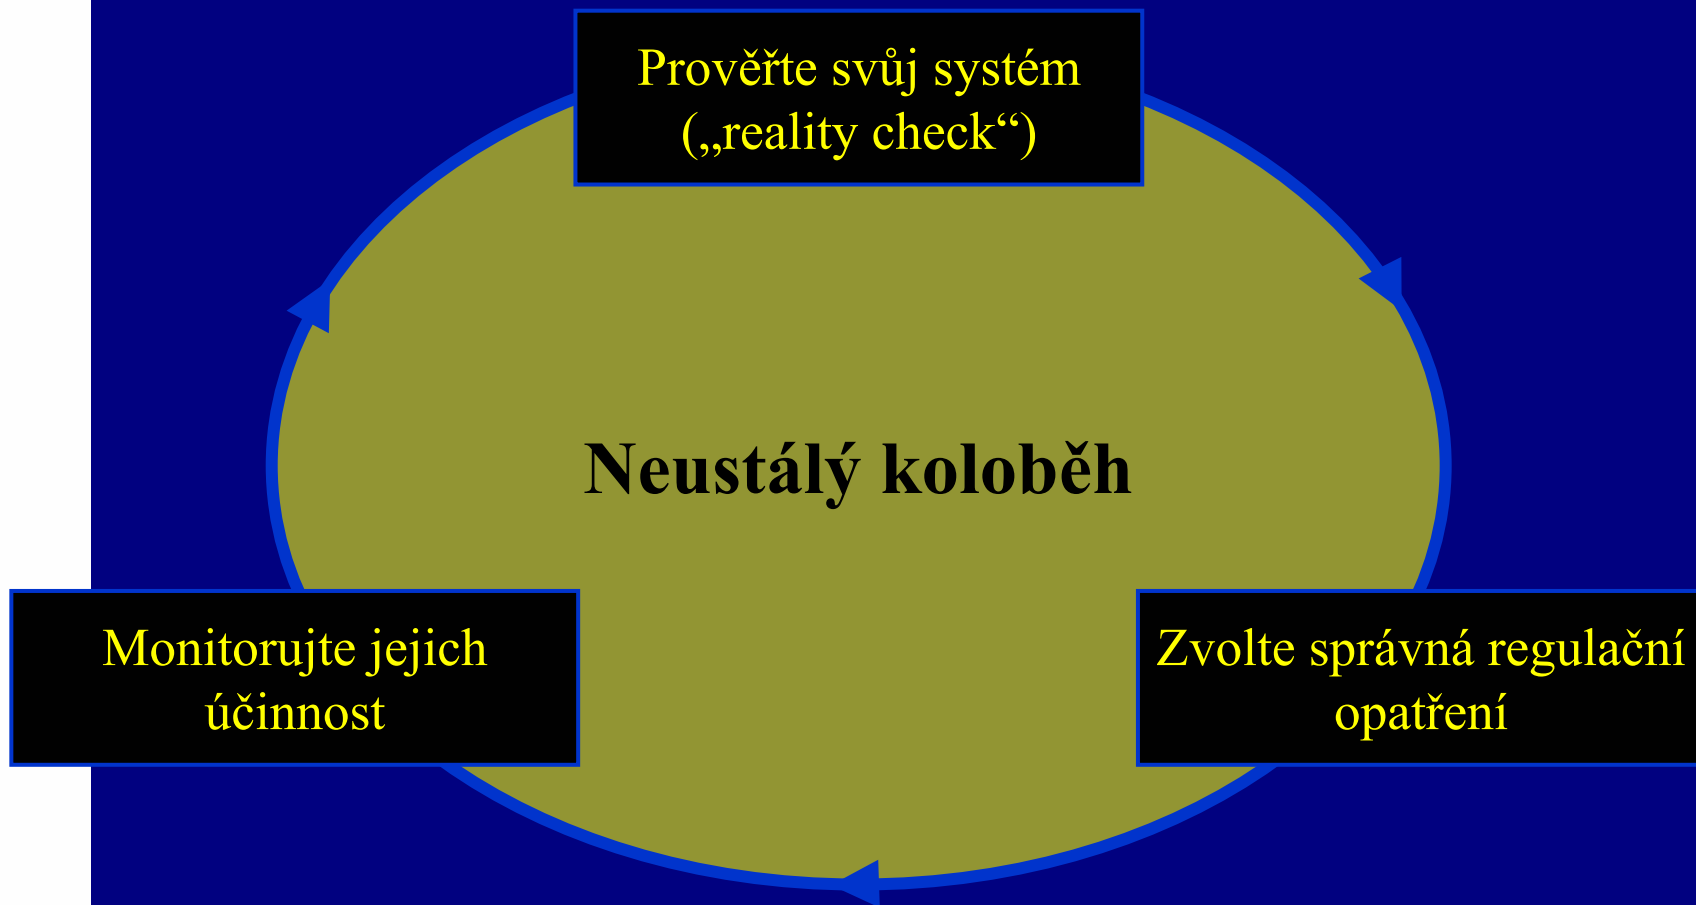 Prověřte svůj systém
(„reality check“)
Neustálý koloběh
Monitorujte jejich
účinnost
Zvolte správná regulační
opatření